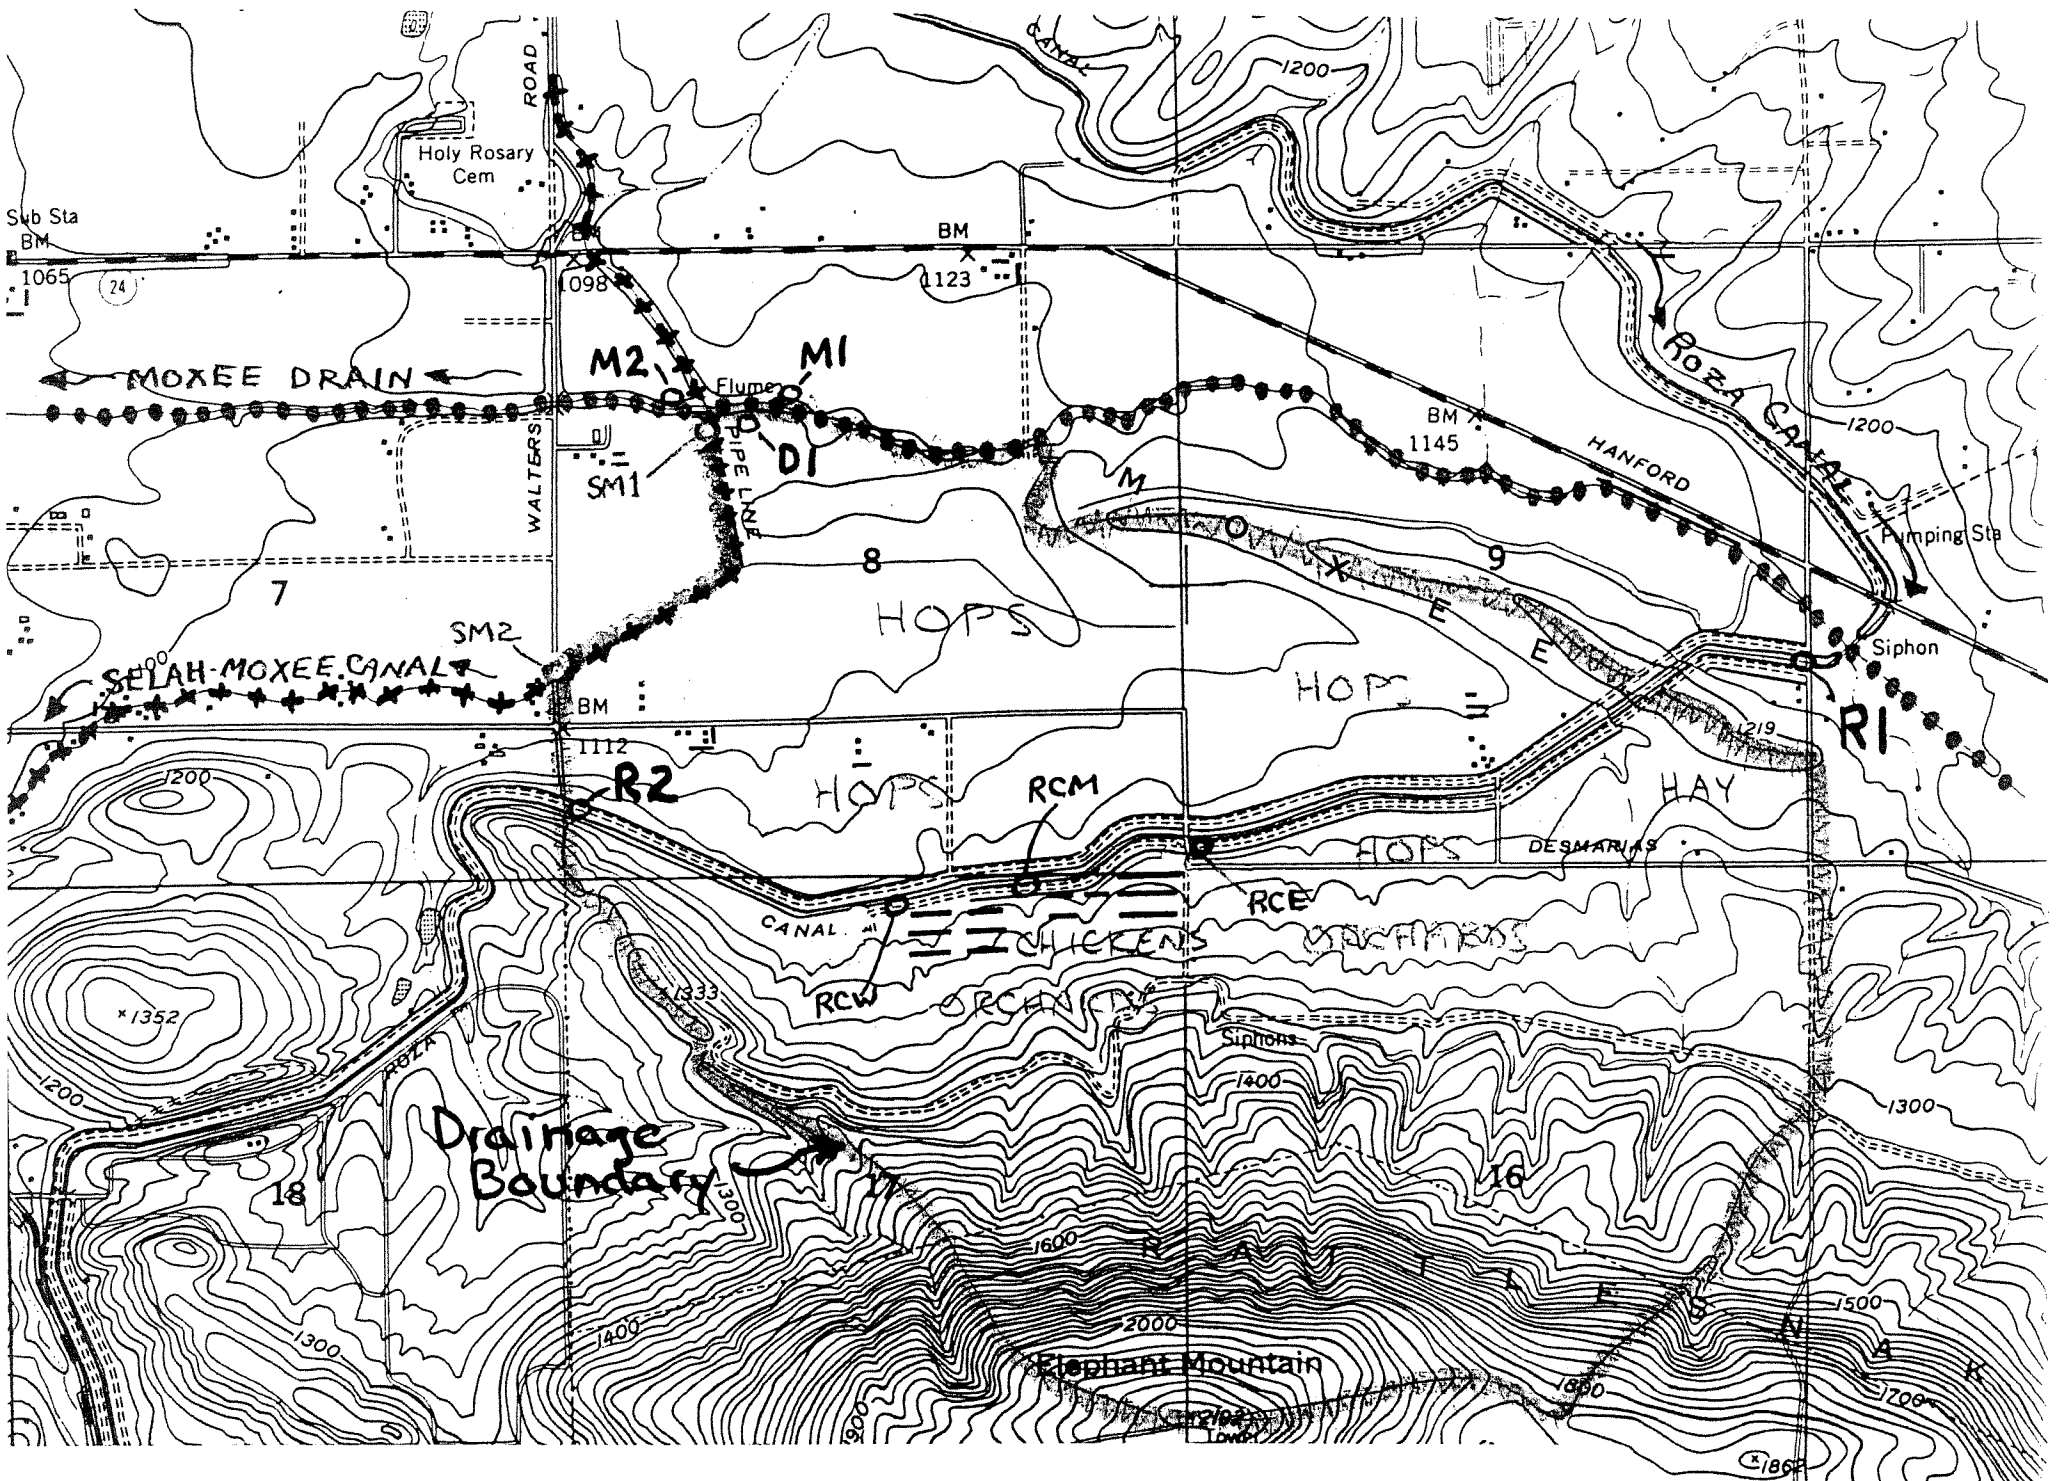 CANAL
1200
ROAD
Holy Rosary
Cem
Sub Sta
BM
1065
24
BM
1098
BM
1123
M2
M1
MOXEE DRAIN
Flume
ROZA CANAL
BM
1145
1200
HANFORD
WALTERS
SM1
PIPE LINE
D1
M O X E E
Pumping Sta
7
8
9
HOPS
SM2
SELAH-MOXEE CANAL
Siphon
HOPS
BM
1112
1219
R1
1200
R2
HOPS
RCM
HAY
HOPS
DESMARIAS
RCE
CANAL
CHICKENS
ORCHARDS
1333
RCW
ORCHARDS
1352
ROZA
Siphons
1200
1400
1300
Drainage
Boundary
1300
18
17
16
1600
R A T T L E S N A K
1500
1300
1400
2000
Elephant Mountain
1800
1700
1900
Tower
1862